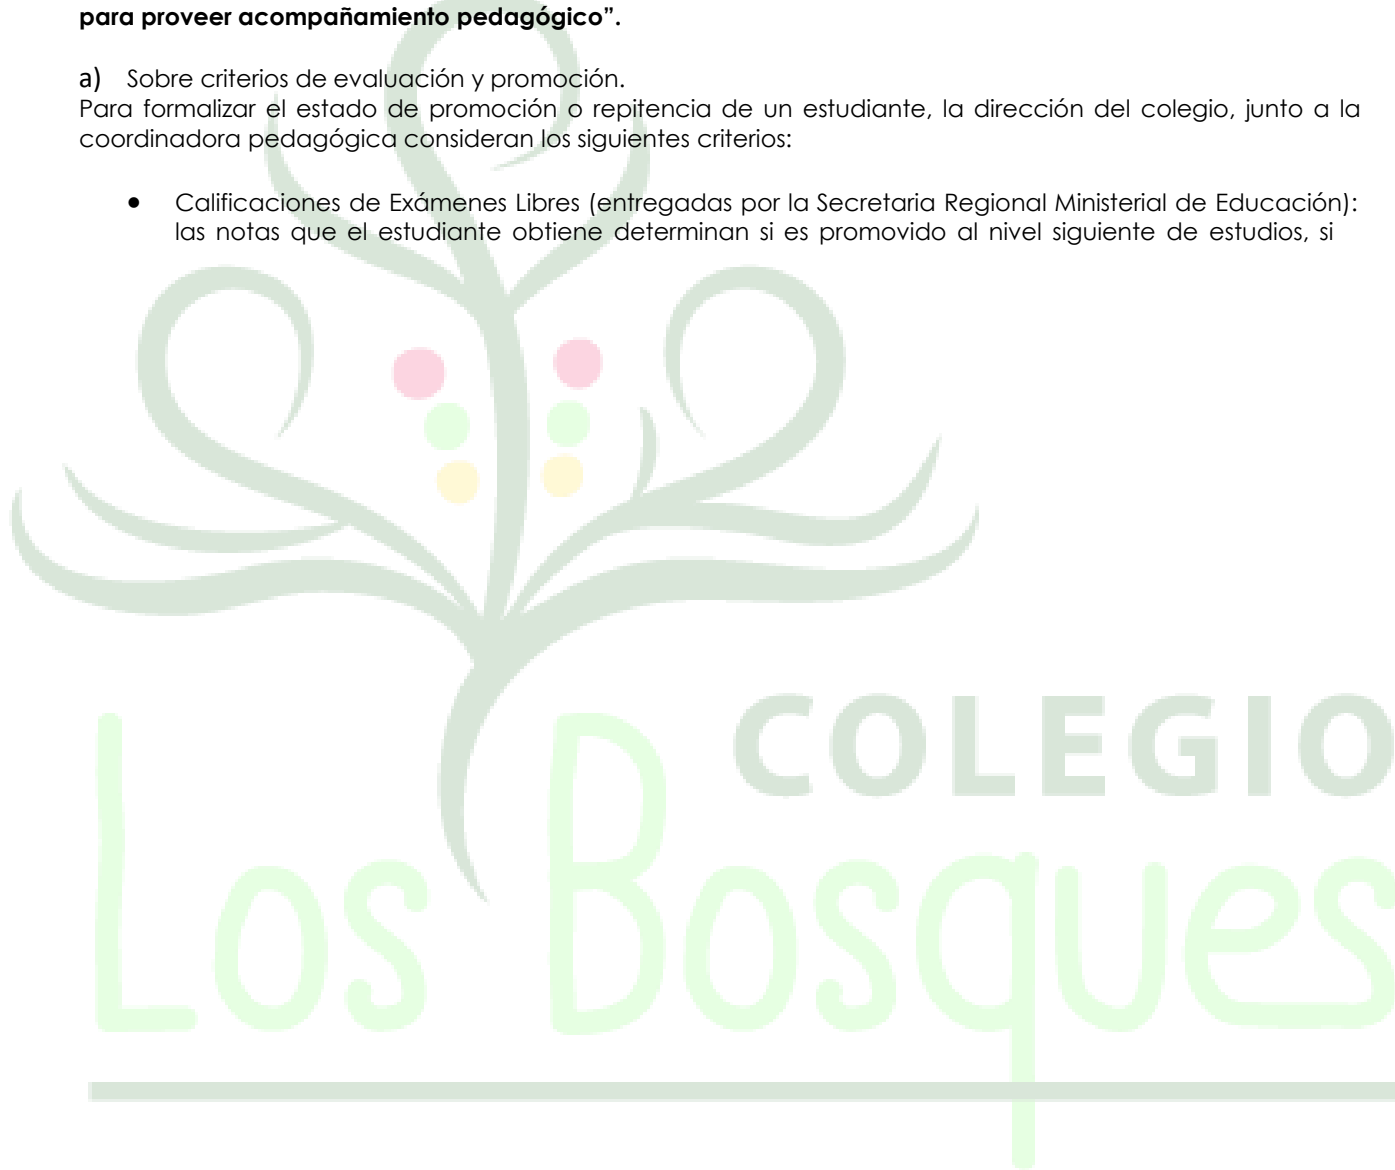 para proveer acompañamiento pedagógico”.
a) Sobre criterios de evaluación y promoción.
Para formalizar el estado de promoción o repitencia de un estudiante, la dirección del colegio, junto a la
coordinadora pedagógica consideran los siguientes criterios:
• Calificaciones de Exámenes Libres (entregadas por la Secretaria Regional Ministerial de Educación):
las notas que el estudiante obtiene determinan si es promovido al nivel siguiente de estudios, si
COLEGIO
Los Bosques